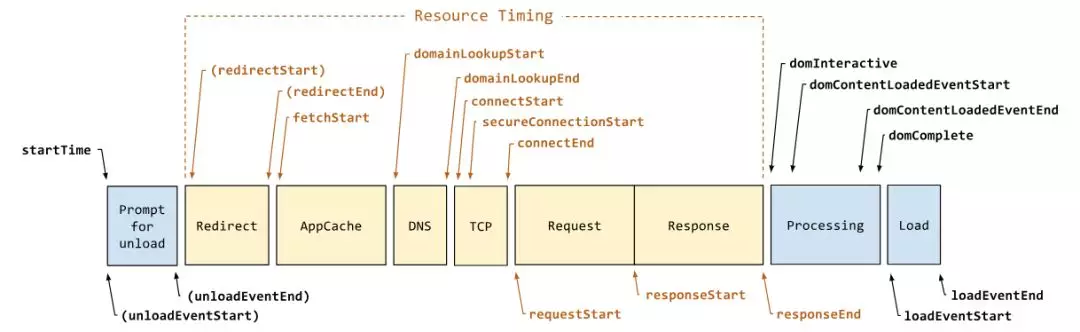 Resource Timing
domainLookupStart
(redirectStart)
domainLookupEnd
(redirectEnd)
connectStart
fetchStart
secureConnectionStart
connectEnd
domInteractive
domContentLoadedEventStart
domContentLoadedEventEnd
domComplete
startTime
Prompt
for
unload
Redirect
AppCache
DNS
TCP
Request
Response
Processing
Load
(unloadEventEnd)
(unloadEventStart)
requestStart
responseStart
responseEnd
loadEventEnd
loadEventStart